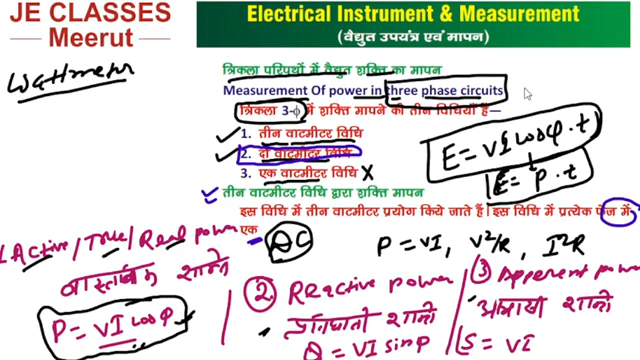 JE CLASSES
Meerut
Electrical Instrument & Measurement
(वैद्युत उपयंत्र एवं मापन)
Wattmeter
त्रिकला परिपथों में वैद्युत शक्ति का मापन
Measurement Of power in three phase circuits
त्रिकला 3-ϕ में शक्ति मापने की तीन विधियाँ हैं—
1. तीन वाटमीटर विधि
2. दो वाटमीटर विधि
3. एक वाटमीटर विधि X
E = VI cosφ · t
E = P · t
तीन वाटमीटर विधि द्वारा शक्ति मापन
इस विधि में तीन वाटमीटर प्रयोग किये जाते हैं। इस विधि में प्रत्येक फेज में
एक
AC
P = VI, V²/R, I²R
1 Active / True / Real power
वास्तविक शक्ति
P = VI cosφ
② Reactive power
प्रतिघाती शक्ति
Q = VI sinφ
③ Apparent power
आभासी शक्ति
S = VI